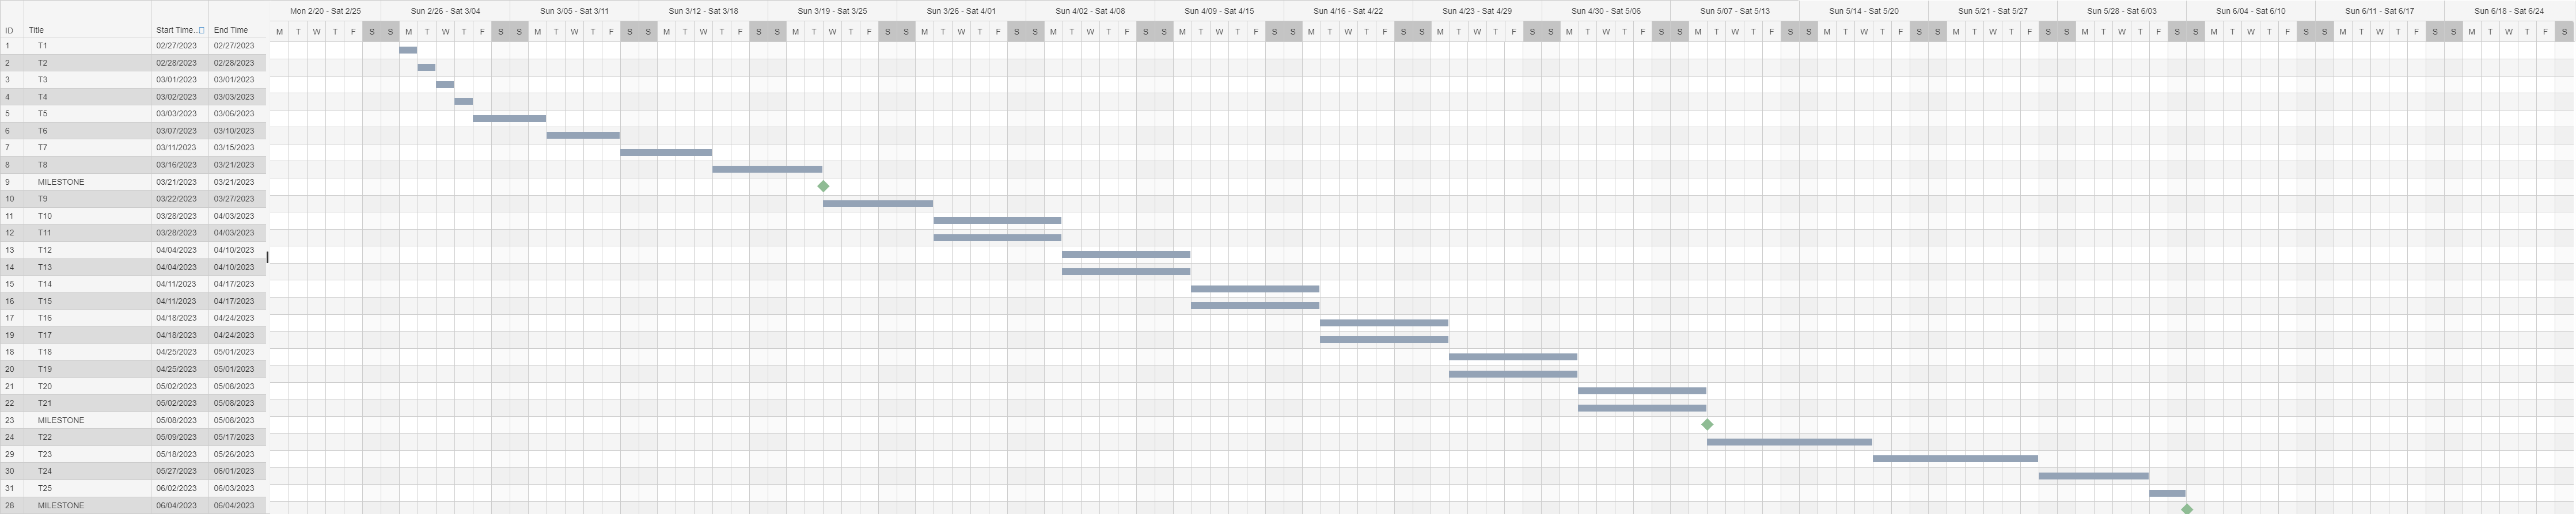 Mon 2/20 - Sat 2/25 Sun 2/26 - Sat 3/04 Sun 3/05 - Sat 3/11 Sun 3/12 - Sat 3/18 Sun 3/19 - Sat 3/25 Sun 3/26 - Sat 4/01 Sun 4/02 - Sat 4/08 Sun 4/09 - Sat 4/15 Sun 4/16 - Sat 4/22 Sun 4/23 - Sat 4/29 Sun 4/30 - Sat 5/06 Sun 5/07 - Sat 5/13 Sun 5/14 - Sat 5/20 Sun 5/21 - Sat 5/27 Sun 5/28 - Sat 6/03 Sun 6/04 - Sat 6/10 Sun 6/11 - Sat 6/17 Sun 6/18 - Sat 6/24
ID Title Start Time... End Time M T W T F S S M T W T F S S M T W T F S S M T W T F S S M T W T F S S M T W T F S S M T W T F S S M T W T F S S M T W T F S S M T W T F S S M T W T F S S M T W T F S S M T W T F S S M T W T F S S M T W T F S S M T W T F S S M T W T F S S M T W T F S
1 T1 02/27/2023 02/27/2023
2 T2 02/28/2023 02/28/2023
3 T3 03/01/2023 03/01/2023
4 T4 03/02/2023 03/03/2023
5 T5 03/03/2023 03/06/2023
6 T6 03/07/2023 03/10/2023
7 T7 03/11/2023 03/15/2023
8 T8 03/16/2023 03/21/2023
9 MILESTONE 03/21/2023 03/21/2023
10 T9 03/22/2023 03/27/2023
11 T10 03/28/2023 04/03/2023
12 T11 03/28/2023 04/03/2023
13 T12 04/04/2023 04/10/2023
14 T13 04/04/2023 04/10/2023
15 T14 04/11/2023 04/17/2023
16 T15 04/11/2023 04/17/2023
17 T16 04/18/2023 04/24/2023
19 T17 04/18/2023 04/24/2023
18 T18 04/25/2023 05/01/2023
20 T19 04/25/2023 05/01/2023
21 T20 05/02/2023 05/08/2023
22 T21 05/02/2023 05/08/2023
23 MILESTONE 05/08/2023 05/08/2023
24 T22 05/09/2023 05/17/2023
29 T23 05/18/2023 05/26/2023
30 T24 05/27/2023 06/01/2023
31 T25 06/02/2023 06/03/2023
28 MILESTONE 06/04/2023 06/04/2023